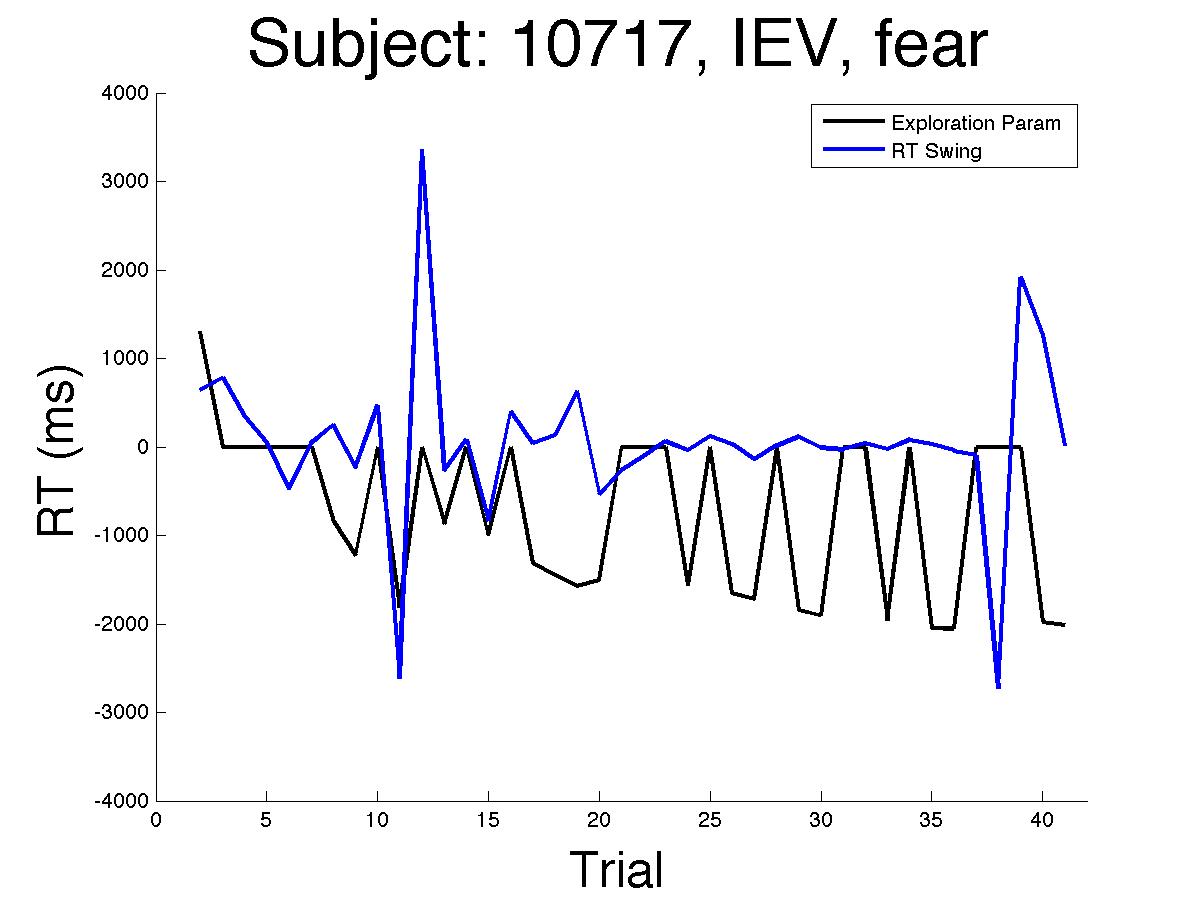 Subject: 10717, IEV, fear
Exploration Param
RT Swing
4000
3000
2000
1000
0
-1000
-2000
-3000
-4000
RT (ms)
0 5 10 15 20 25 30 35 40
Trial